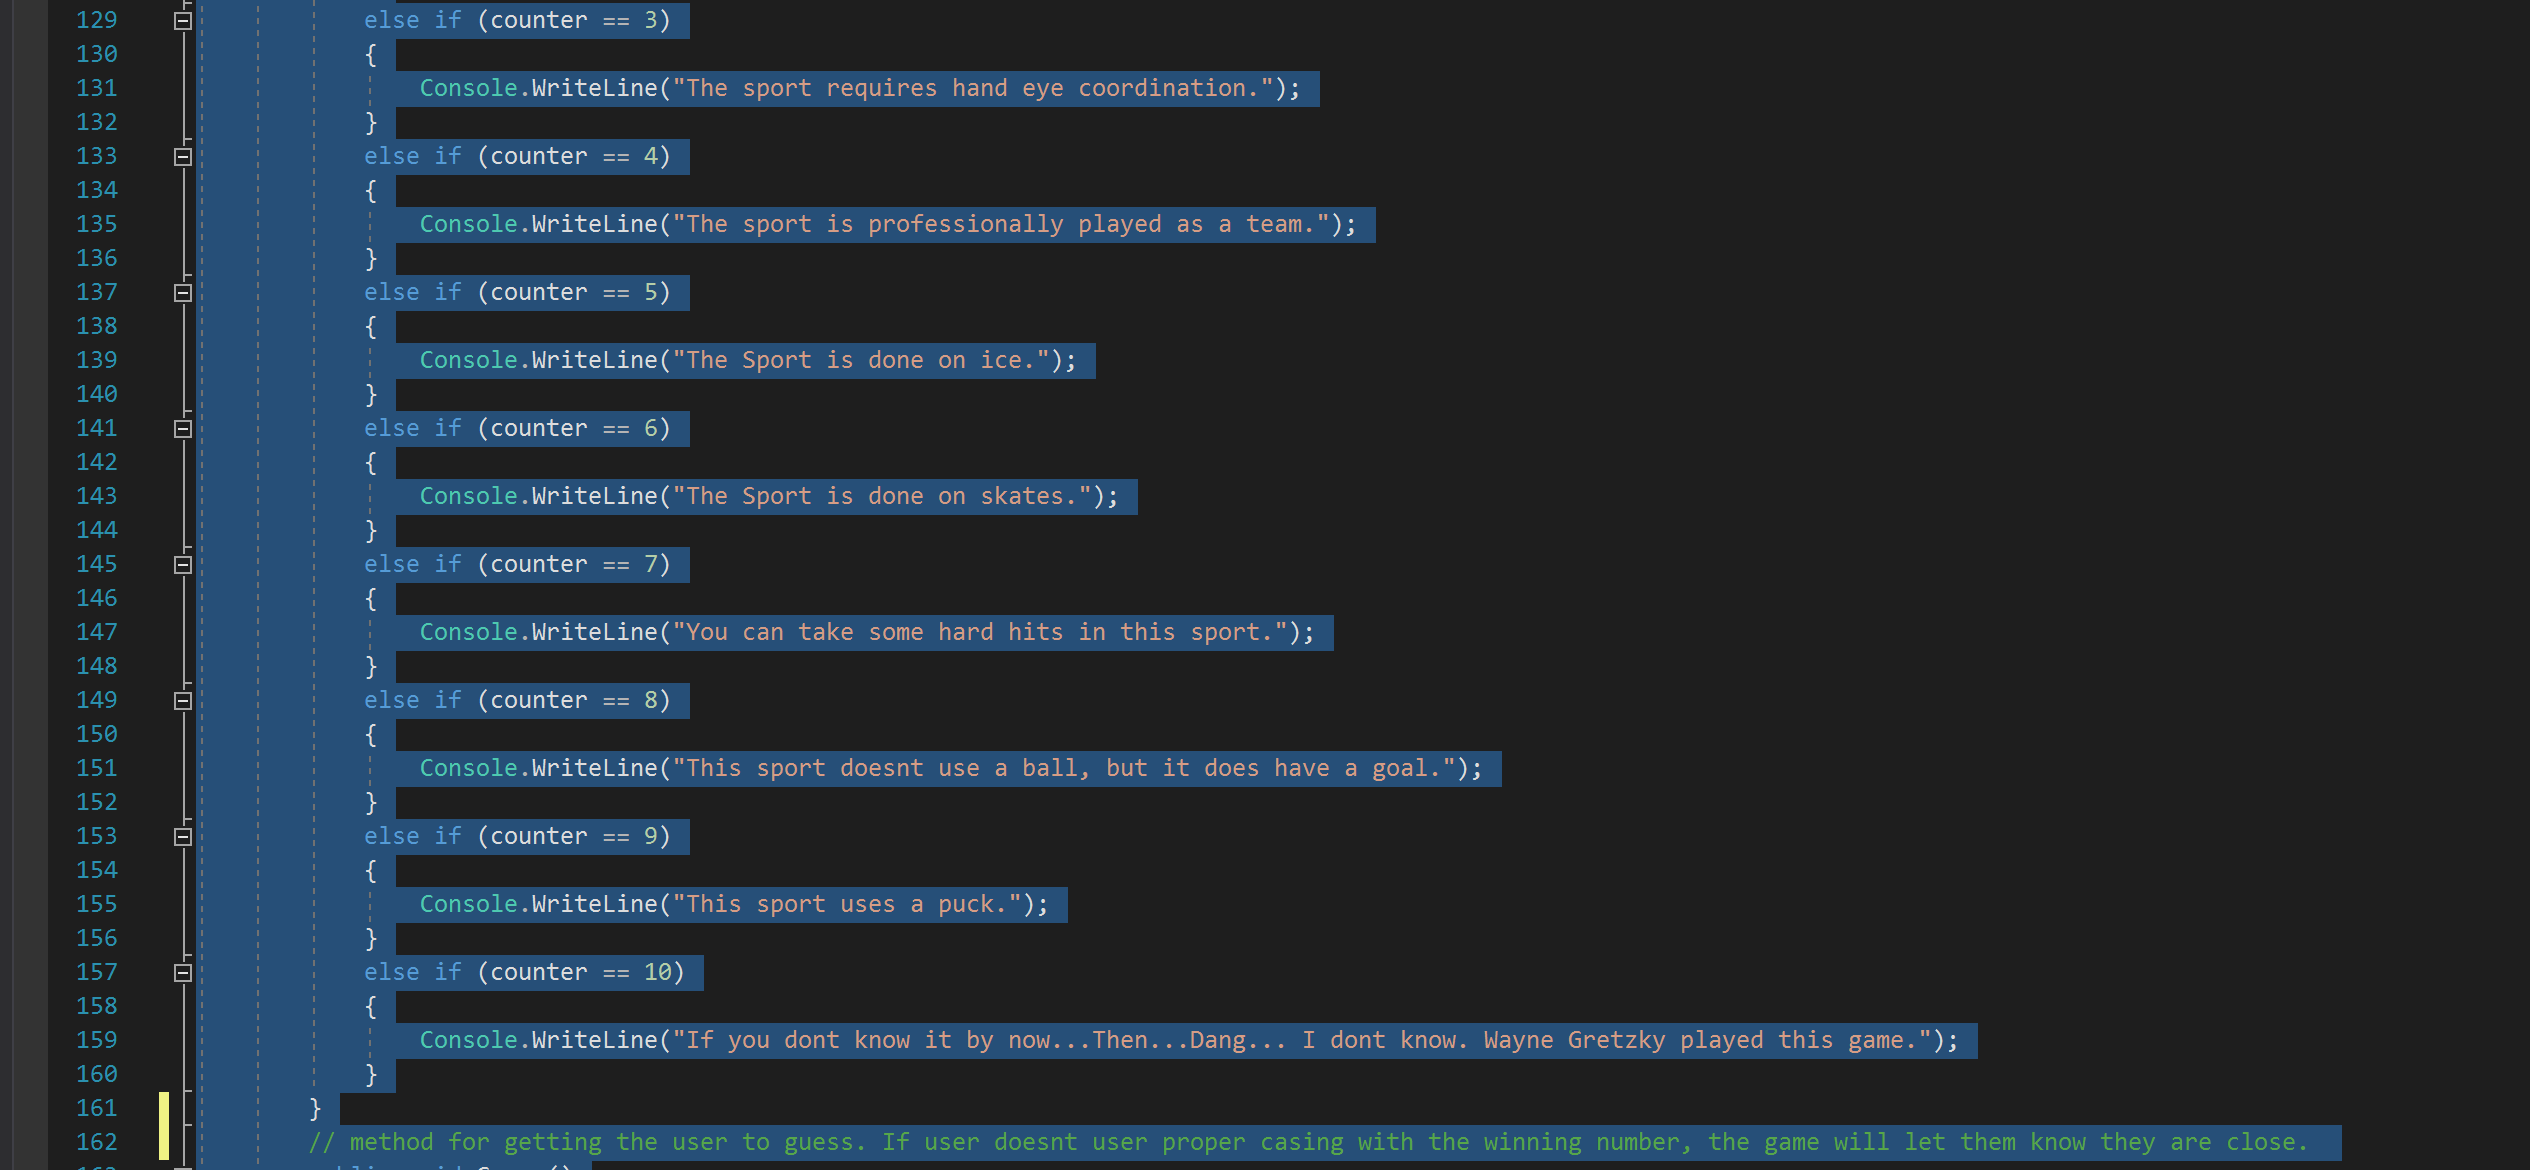 129 else if (counter == 3)
130 {
131 Console.WriteLine("The sport requires hand eye coordination.");
132 }
133 else if (counter == 4)
134 {
135 Console.WriteLine("The sport is professionally played as a team.");
136 }
137 else if (counter == 5)
138 {
139 Console.WriteLine("The Sport is done on ice.");
140 }
141 else if (counter == 6)
142 {
143 Console.WriteLine("The Sport is done on skates.");
144 }
145 else if (counter == 7)
146 {
147 Console.WriteLine("You can take some hard hits in this sport.");
148 }
149 else if (counter == 8)
150 {
151 Console.WriteLine("This sport doesnt use a ball, but it does have a goal.");
152 }
153 else if (counter == 9)
154 {
155 Console.WriteLine("This sport uses a puck.");
156 }
157 else if (counter == 10)
158 {
159 Console.WriteLine("If you dont know it by now...Then...Dang... I dont know. Wayne Gretzky played this game.");
160 }
161 }
162 // method for getting the user to guess. If user doesnt user proper casing with the winning number, the game will let them know they are close.